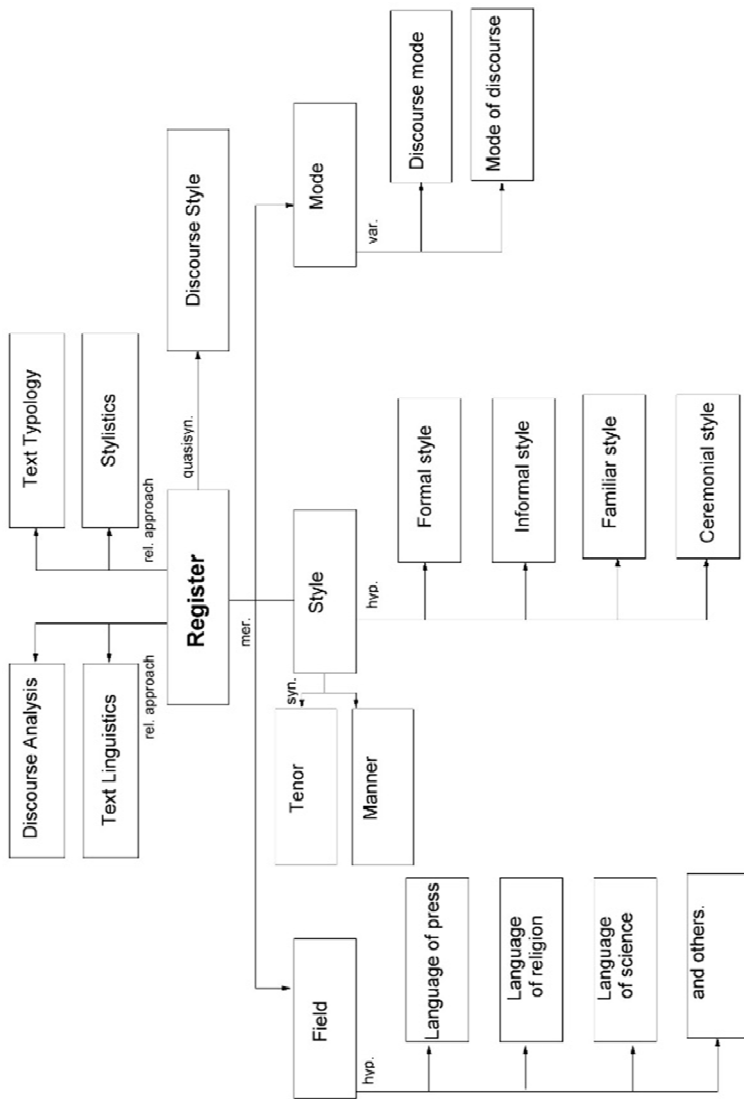 Discourse Analysis
Text Linguistics
rel. approach
Text Typology
Stylistics
rel. approach
Register
quasisyn.
Discourse Style
mer.
Field
hyp.
Language of press
Language
of religion
Language
of science
and others.
Style
syn.
Tenor
Manner
hyp.
Formal style
Informal style
Familiar style
Ceremonial style
Mode
var.
Discourse mode
Mode of discourse